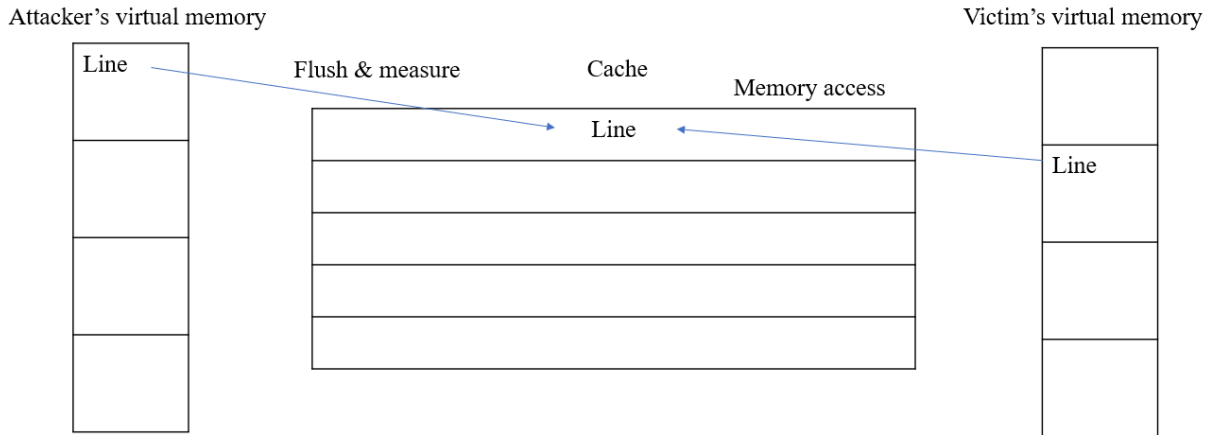 Attacker’s virtual memory
Victim’s virtual memory
Line
Flush & measure
Cache
Memory access
Line
Line